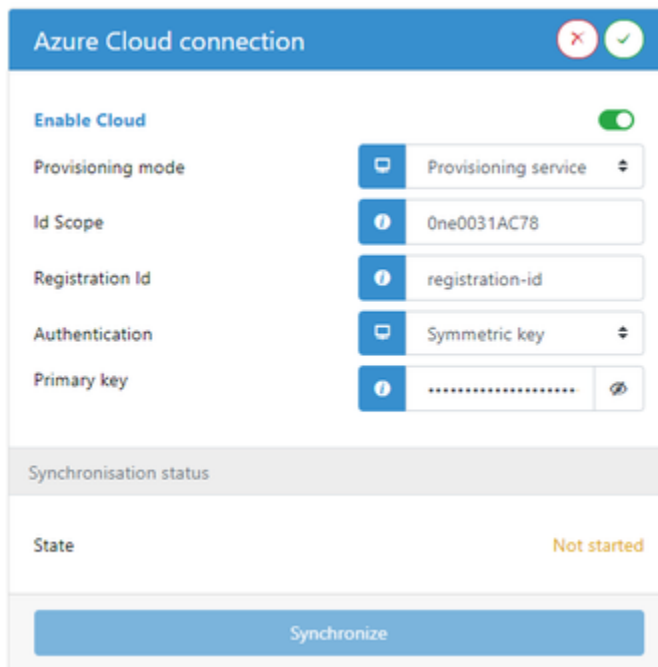 Azure Cloud connection
Enable Cloud
Provisioning mode Provisioning service
Id Scope 0ne0031AC78
Registration Id registration-id
Authentication Symmetric key
Primary key ••••••••••••••••••••
Synchronisation status
State Not started
Synchronize